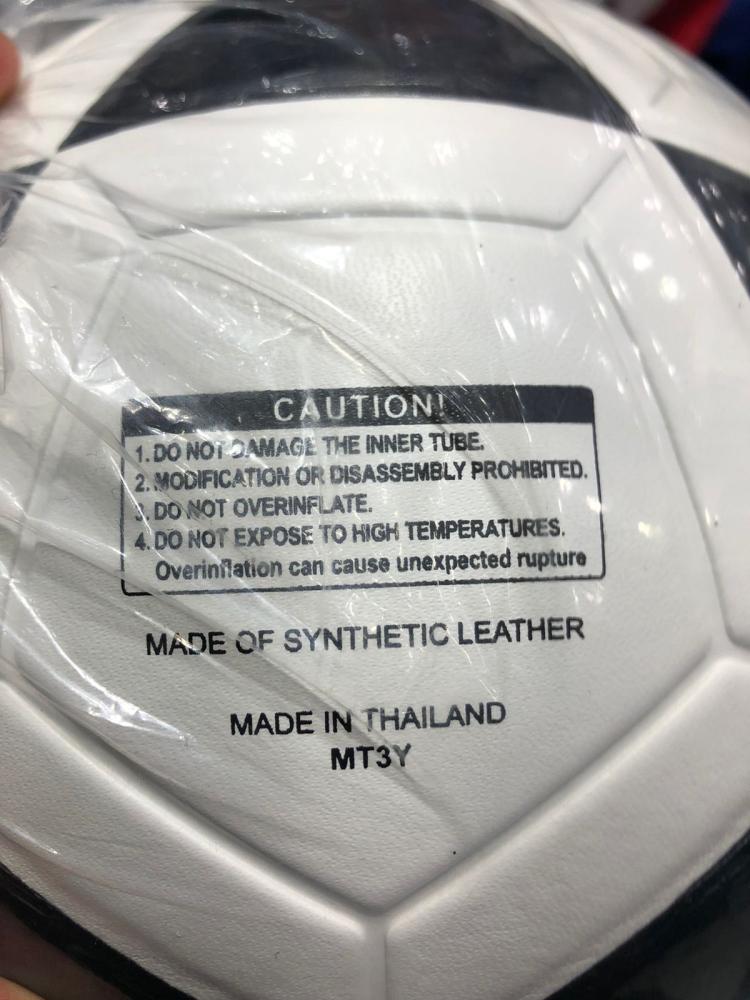 CAUTION!
1. DO NOT DAMAGE THE INNER TUBE.
2. MODIFICATION OR DISASSEMBLY PROHIBITED.
3. DO NOT OVERINFLATE.
4. DO NOT EXPOSE TO HIGH TEMPERATURES.
Overinflation can cause unexpected rupture
MADE OF SYNTHETIC LEATHER
MADE IN THAILAND
MT3Y